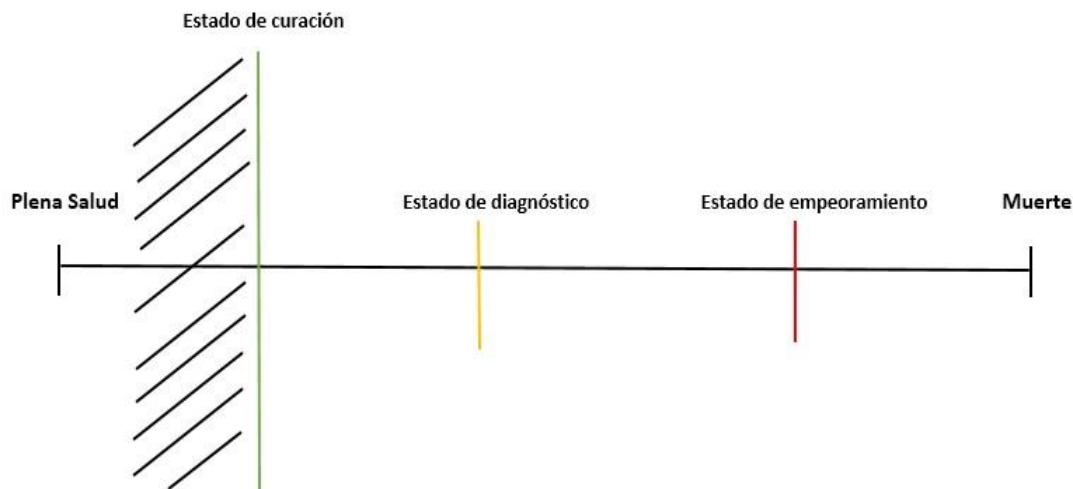 Estado de curación
Plena Salud
Estado de diagnóstico
Estado de empeoramiento
Muerte